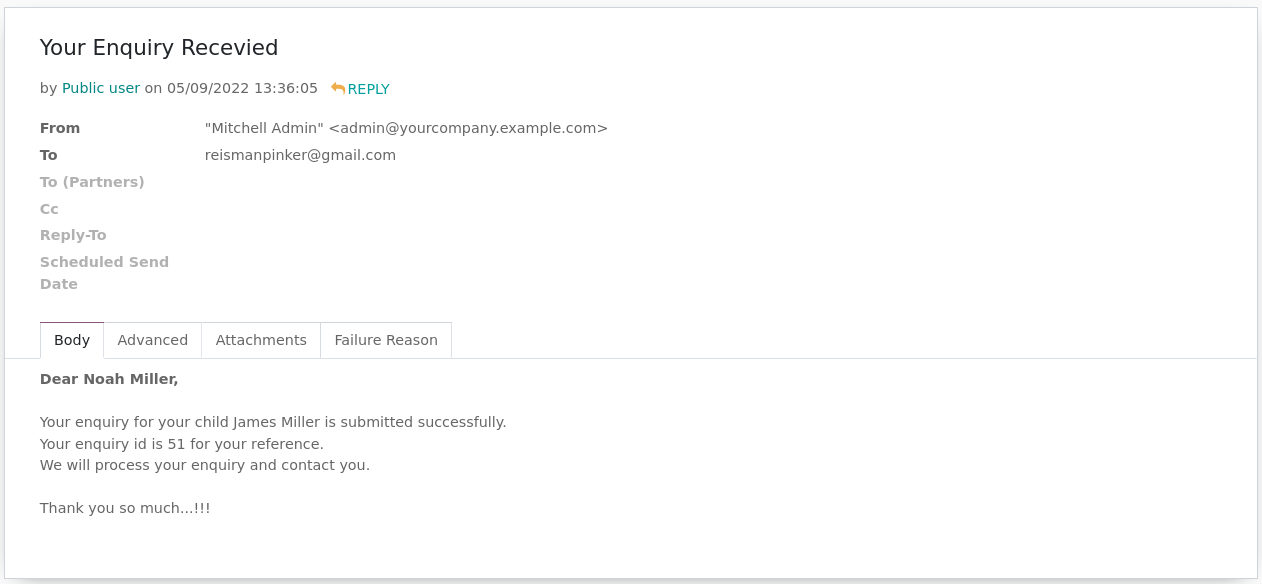 Your Enquiry Recevied
by Public user on 05/09/2022 13:36:05 REPLY
From "Mitchell Admin" <admin@yourcompany.example.com>
To reismanpinker@gmail.com
To (Partners)
Cc
Reply-To
Scheduled Send
Date
Body Advanced Attachments Failure Reason
Dear Noah Miller,
Your enquiry for your child James Miller is submitted successfully.
Your enquiry id is 51 for your reference.
We will process your enquiry and contact you.
Thank you so much...!!!